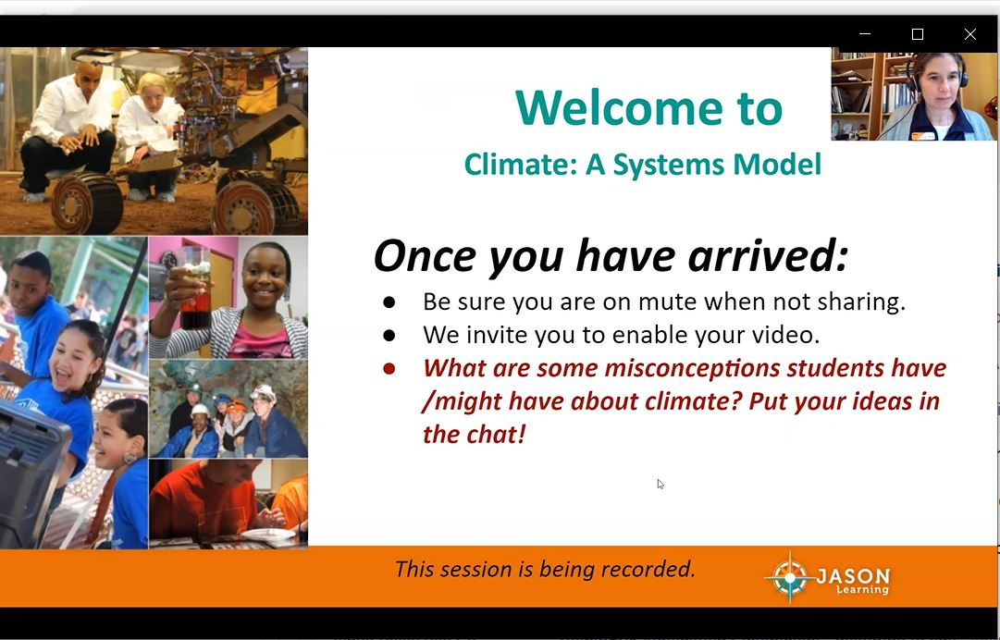 Welcome to
Climate: A Systems Model
Once you have arrived:
● Be sure you are on mute when not sharing.
● We invite you to enable your video.
● What are some misconceptions students have
/might have about climate? Put your ideas in
the chat!
This session is being recorded.
JASON
Learning